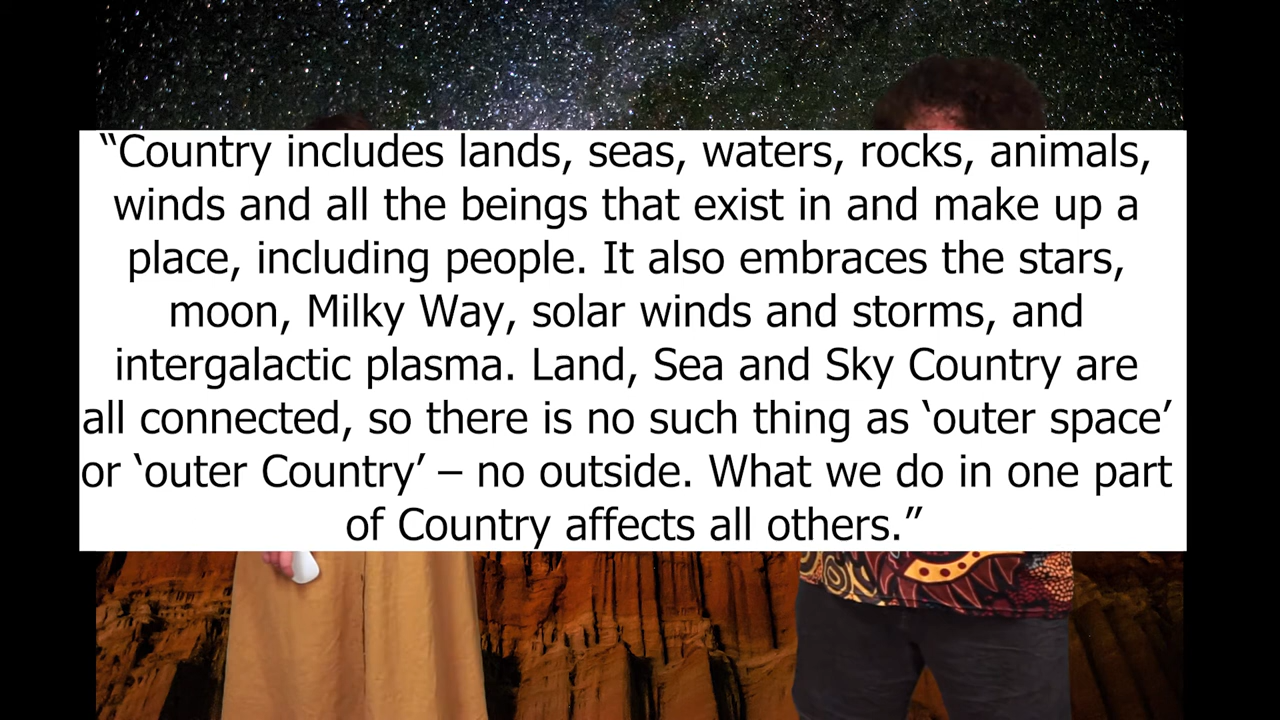 “Country includes lands, seas, waters, rocks, animals,
winds and all the beings that exist in and make up a
place, including people. It also embraces the stars,
moon, Milky Way, solar winds and storms, and
intergalactic plasma. Land, Sea and Sky Country are
all connected, so there is no such thing as ‘outer space’
or ‘outer Country’ – no outside. What we do in one part
of Country affects all others.”